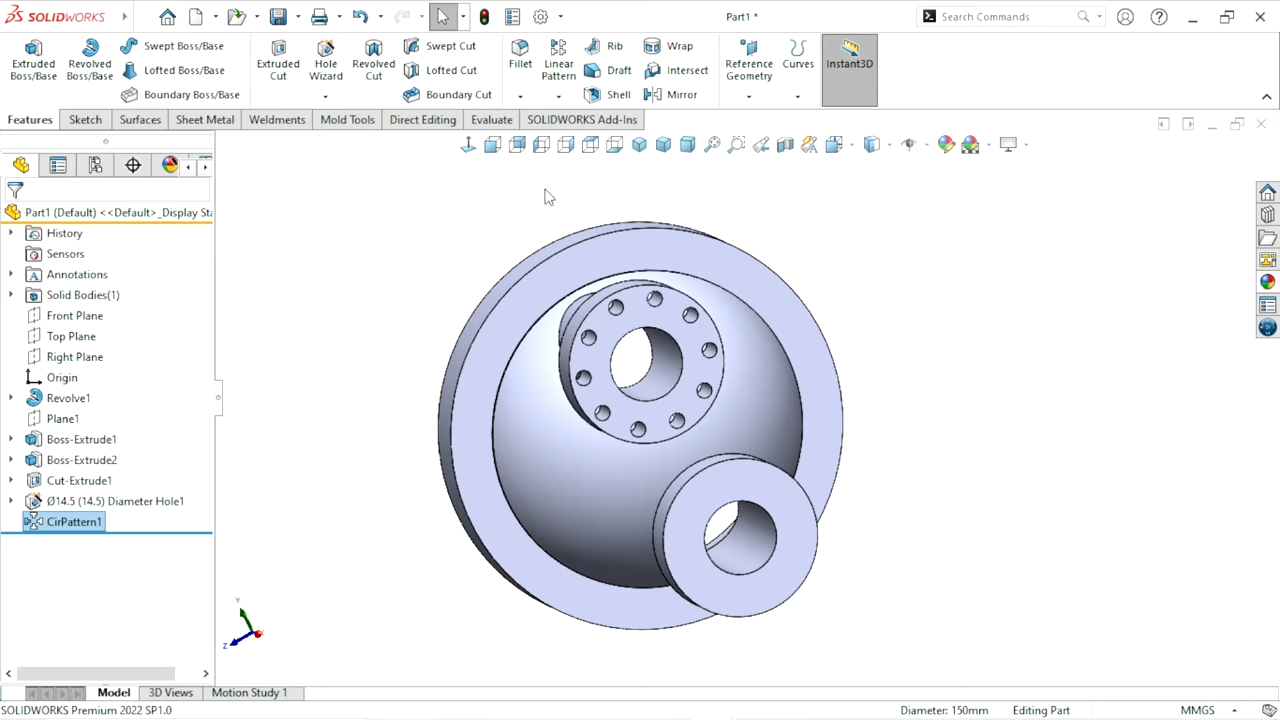 SOLIDWORKS
Part1 *
Search Commands
Extruded Boss/Base
Revolved Boss/Base
Swept Boss/Base
Lofted Boss/Base
Boundary Boss/Base
Extruded Cut
Hole Wizard
Revolved Cut
Swept Cut
Lofted Cut
Boundary Cut
Fillet
Linear Pattern
Rib
Draft
Shell
Wrap
Intersect
Mirror
Reference Geometry
Curves
Instant3D
Features
Sketch
Surfaces
Sheet Metal
Weldments
Mold Tools
Direct Editing
Evaluate
SOLIDWORKS Add-Ins
Part1 (Default) <<Default>_Display Sta
History
Sensors
Annotations
Solid Bodies(1)
Front Plane
Top Plane
Right Plane
Origin
Revolve1
Plane1
Boss-Extrude1
Boss-Extrude2
Cut-Extrude1
Ø14.5 (14.5) Diameter Hole1
CirPattern1
Y
Z
Model
3D Views
Motion Study 1
SOLIDWORKS Premium 2022 SP1.0
Diameter: 150mm
Editing Part
MMGS